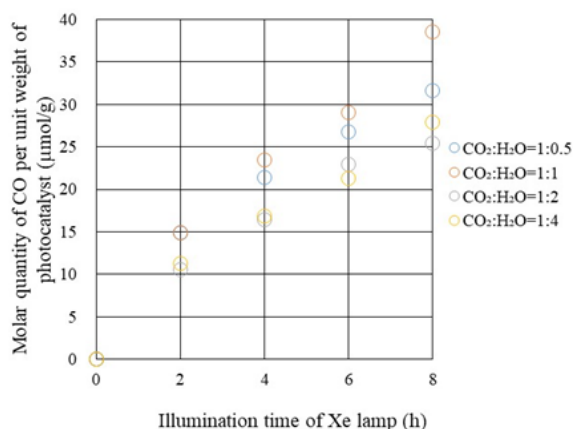 Molar quantity of CO per unit weight of
photocatalyst (μmol/g)
40
35
30
25
20
15
10
5
0
0 2 4 6 8
Illumination time of Xe lamp (h)
CO₂:H₂O=1:0.5
CO₂:H₂O=1:1
CO₂:H₂O=1:2
CO₂:H₂O=1:4